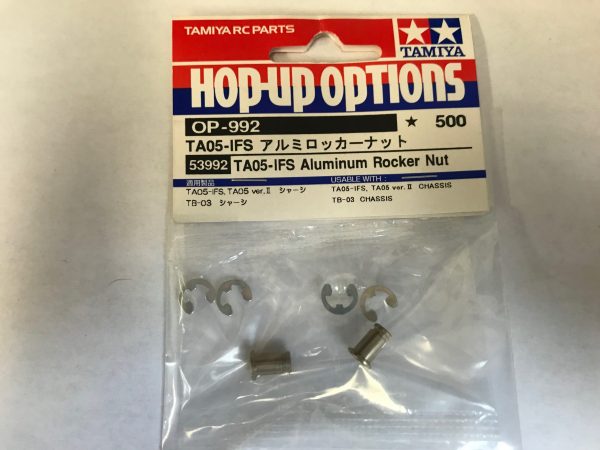 TAMIYA RC PARTS
TAMIYA
HOP-UP OPTIONS
OP-992
★ 500
TA05-IFS アルミロッカーナット
53992 TA05-IFS Aluminum Rocker Nut
適用製品
TA05-IFS, TA05 ver.Ⅱ シャーシ
TB-03 シャーシ
USABLE WITH :
TA05-IFS, TA05 ver.Ⅱ CHASSIS
TB-03 CHASSIS